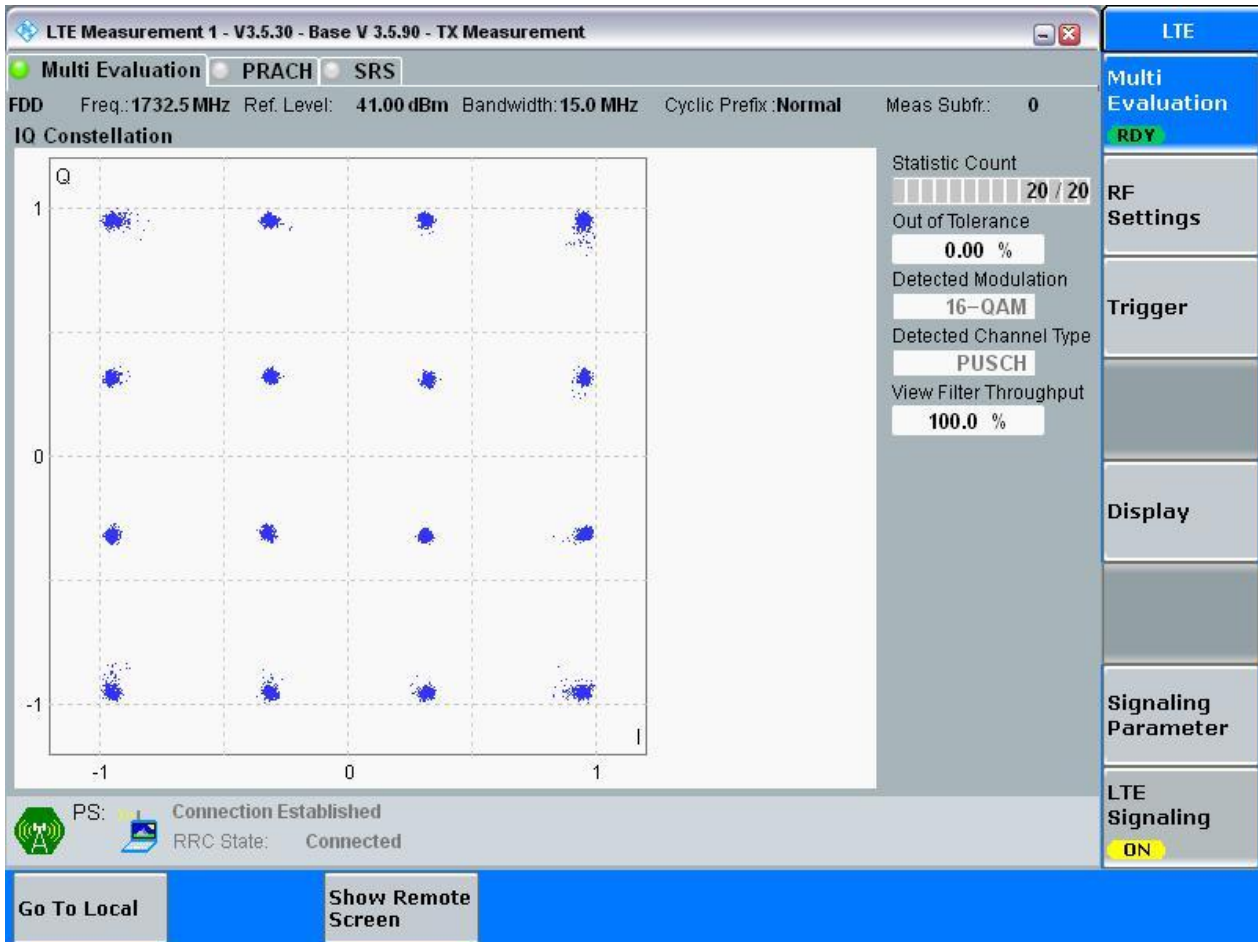 LTE Measurement 1 - V3.5.30 - Base V 3.5.90 - TX Measurement
Multi Evaluation PRACH SRS
FDD Freq.: 1732.5 MHz Ref. Level: 41.00 dBm Bandwidth: 15.0 MHz Cyclic Prefix : Normal Meas Subfr.: 0
IQ Constellation
Q
1
0
-1
I
-1 0 1
Statistic Count
20 / 20
Out of Tolerance
0.00 %
Detected Modulation
16-QAM
Detected Channel Type
PUSCH
View Filter Throughput
100.0 %
PS: Connection Established
RRC State: Connected
LTE
Multi
Evaluation
RDY
RF
Settings
Trigger
Display
Signaling
Parameter
LTE
Signaling
ON
Go To Local
Show Remote
Screen